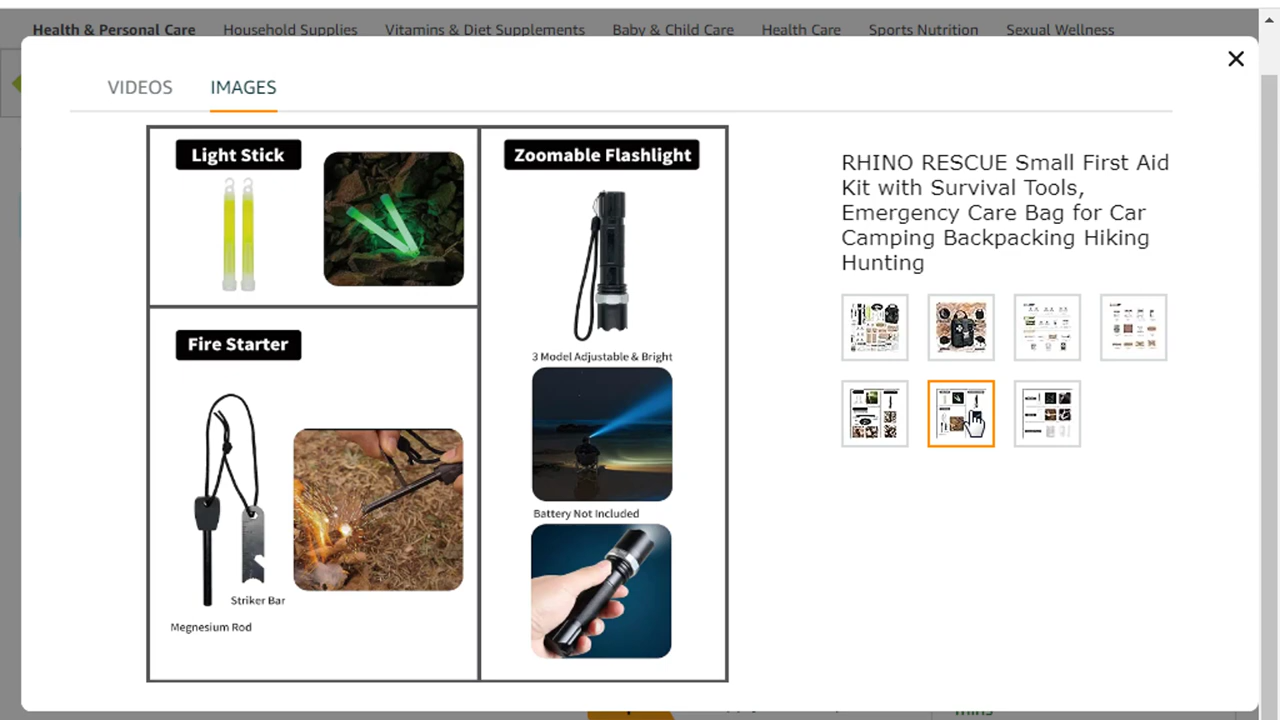 Health & Personal Care Household Supplies Vitamins & Diet Supplements Baby & Child Care Health Care Sports Nutrition Sexual Wellness
VIDEOS IMAGES
Light Stick
Fire Starter
Striker Bar
Megnesium Rod
Zoomable Flashlight
3 Model Adjustable & Bright
Battery Not Included
RHINO RESCUE Small First Aid
Kit with Survival Tools,
Emergency Care Bag for Car
Camping Backpacking Hiking
Hunting